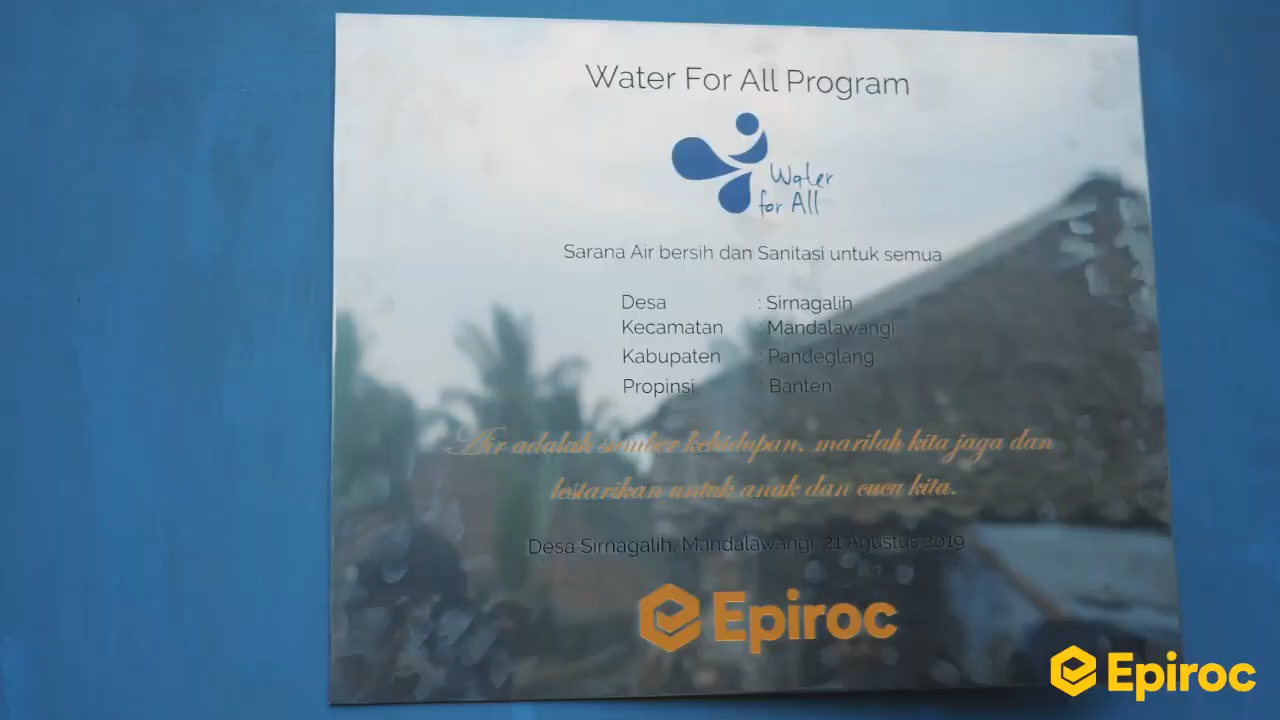 Water For All Program
Water
for All
Sarana Air bersih dan Sanitasi untuk semua
Desa : Sirnagalih
Kecamatan : Mandalawangi
Kabupaten : Pandeglang
Propinsi : Banten
Air adalah sumber kehidupan, marilah kita jaga dan
lestarikan untuk anak dan cucu kita.
Desa Sirnagalih, Mandalawangi, 21 Agustus 2019
Epiroc
Epiroc